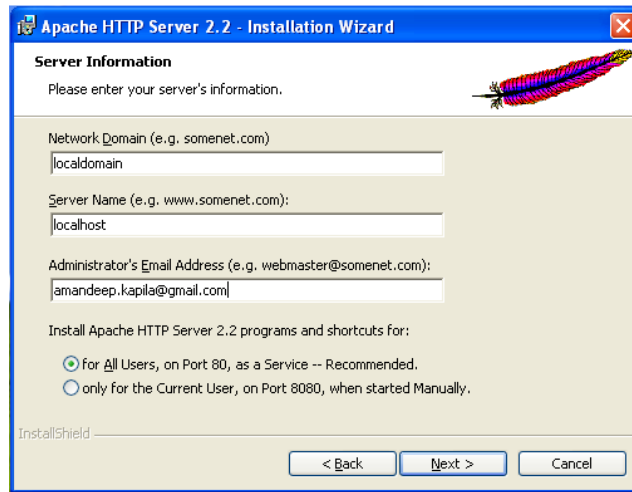 Apache HTTP Server 2.2 - Installation Wizard
Server Information
Please enter your server's information.
Network Domain (e.g. somenet.com)
localdomain
Server Name (e.g. www.somenet.com):
localhost
Administrator's Email Address (e.g. webmaster@somenet.com):
amandeep.kapila@gmail.com
Install Apache HTTP Server 2.2 programs and shortcuts for:
for All Users, on Port 80, as a Service -- Recommended.
only for the Current User, on Port 8080, when started Manually.
InstallShield
< Back Next > Cancel